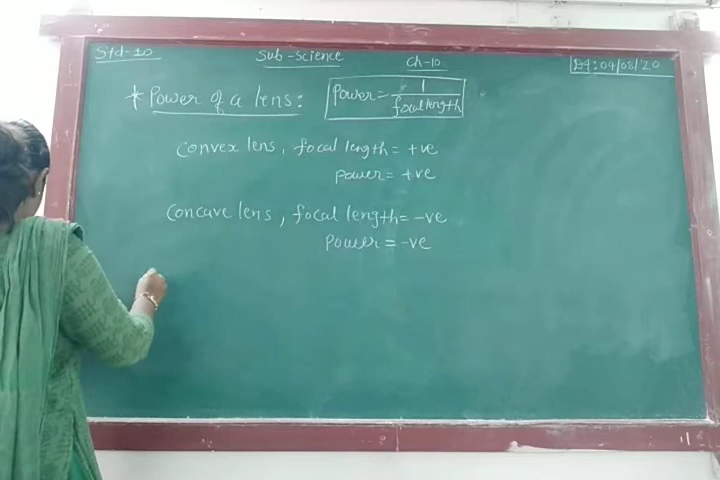 Std-10 Sub-Science Ch-10 Dt: 04/08/20
* Power of a lens: Power = 1 / focal length
Convex lens, focal length = +ve
Power = +ve
Concave lens, focal length = -ve
Power = -ve